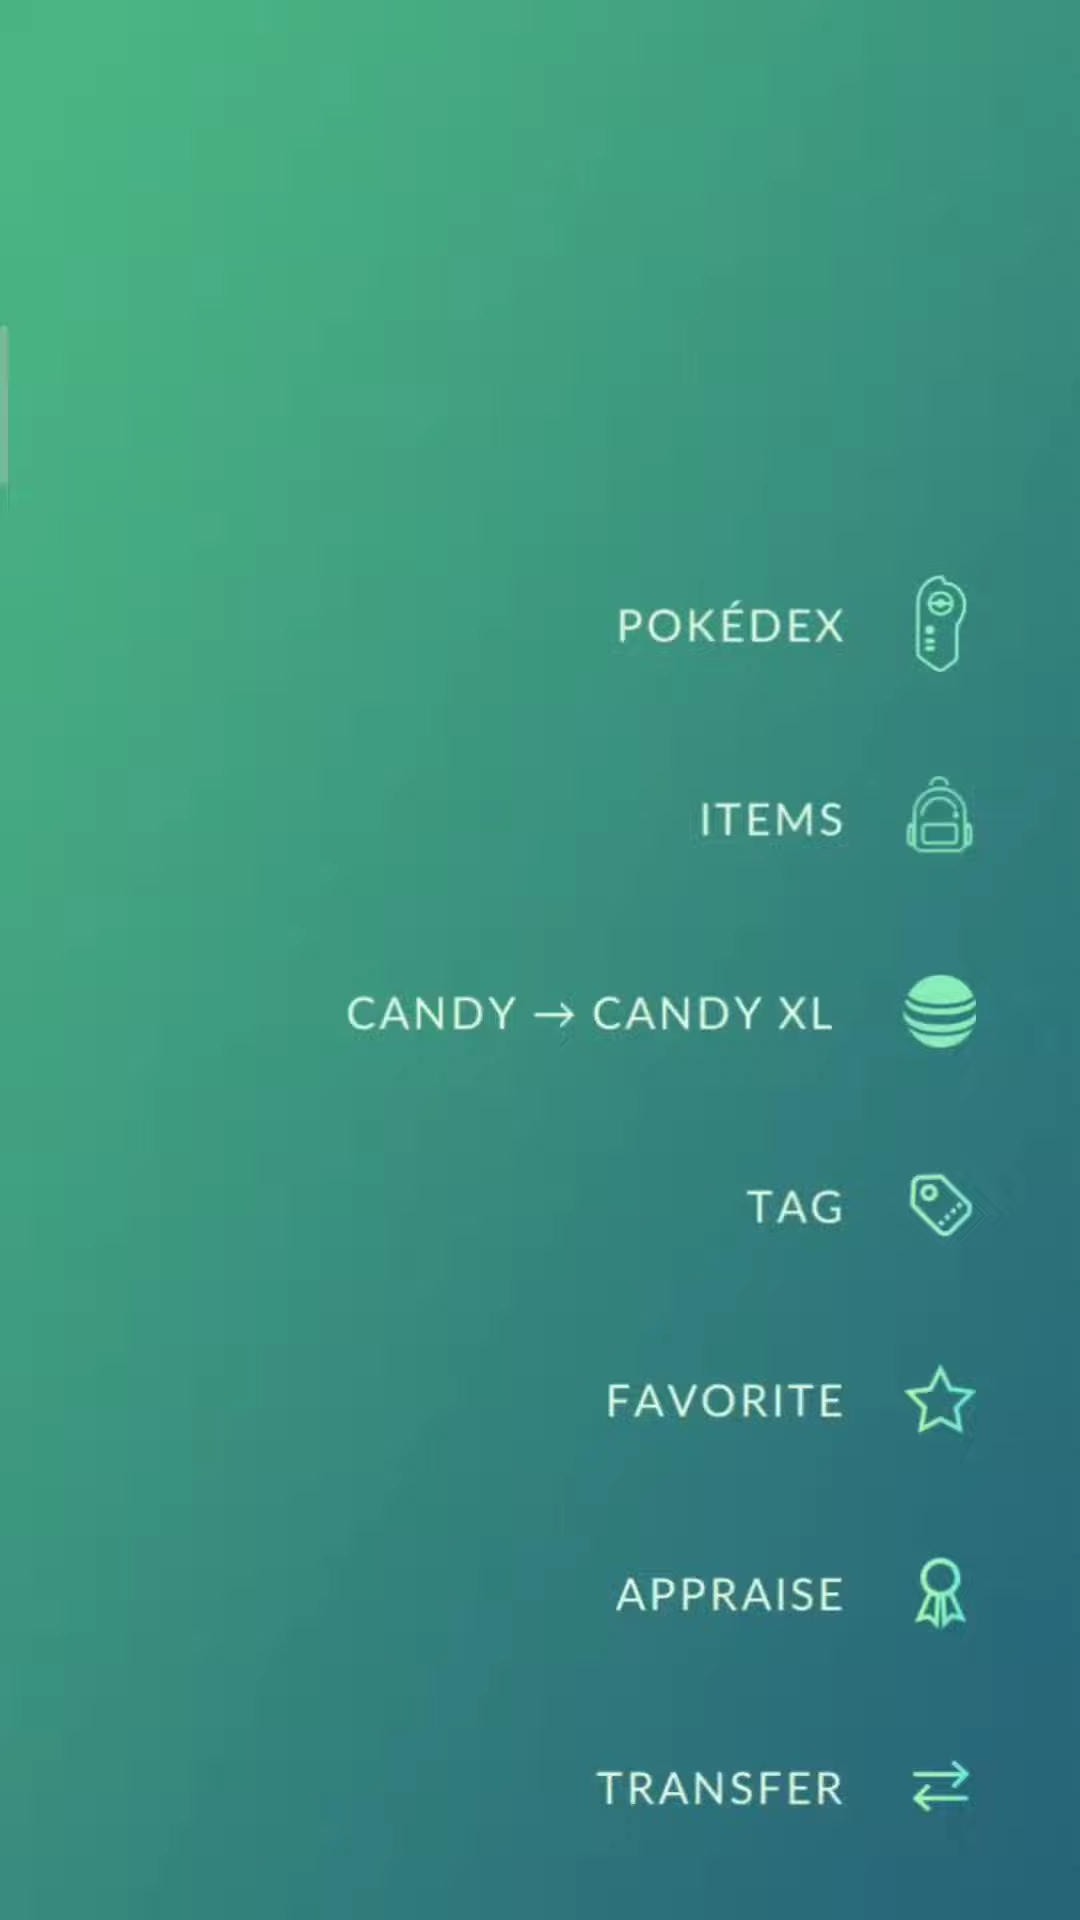 POKÉDEX
ITEMS
CANDY → CANDY XL
TAG
FAVORITE
APPRAISE
TRANSFER